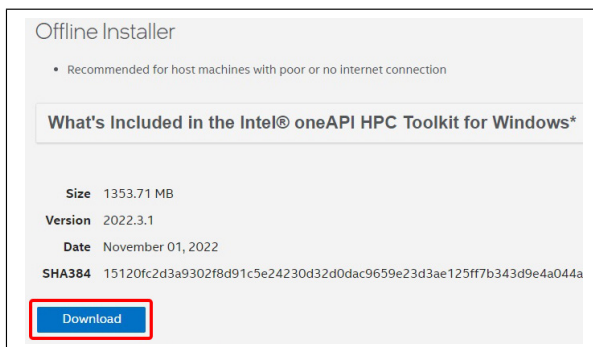 Offline Installer
• Recommended for host machines with poor or no internet connection
What's Included in the Intel® oneAPI HPC Toolkit for Windows*
Size 1353.71 MB
Version 2022.3.1
Date November 01, 2022
SHA384 15120fc2d3a9302f8d91c5e24230d32d0dac9659e23d3ae125ff7b343d9e4a044a
Download